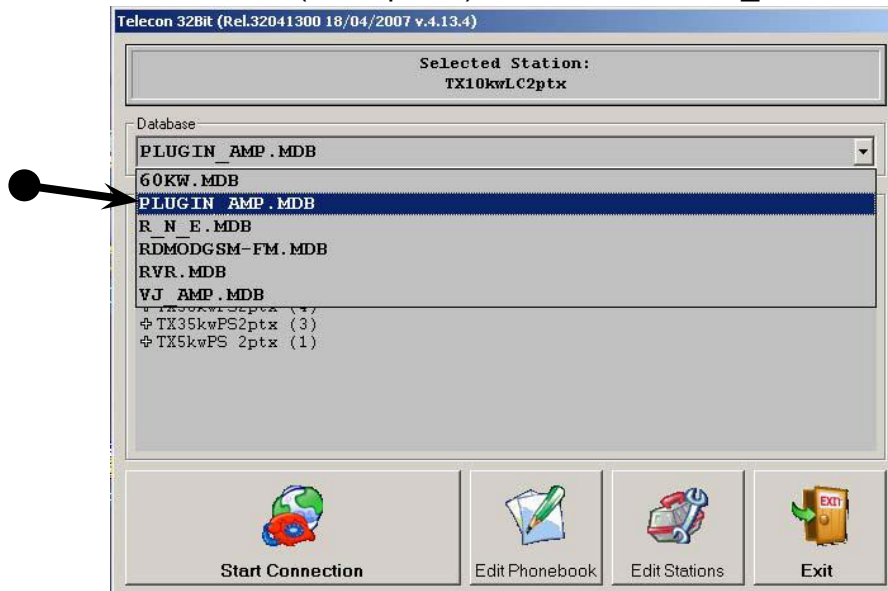 Telecon 32Bit (Rel.32041300 18/04/2007 v.4.13.4)
Selected Station:
TX10kwLC2ptx
Database
PLUGIN_AMP.MDB
60KW.MDB
PLUGIN_AMP.MDB
R_N_E.MDB
RDMODGSM-FM.MDB
RVR.MDB
VJ_AMP.MDB
TX35kwPS2ptx (3)
TX5kwPS 2ptx (1)
EXIT
Start Connection
Edit Phonebook
Edit Stations
Exit